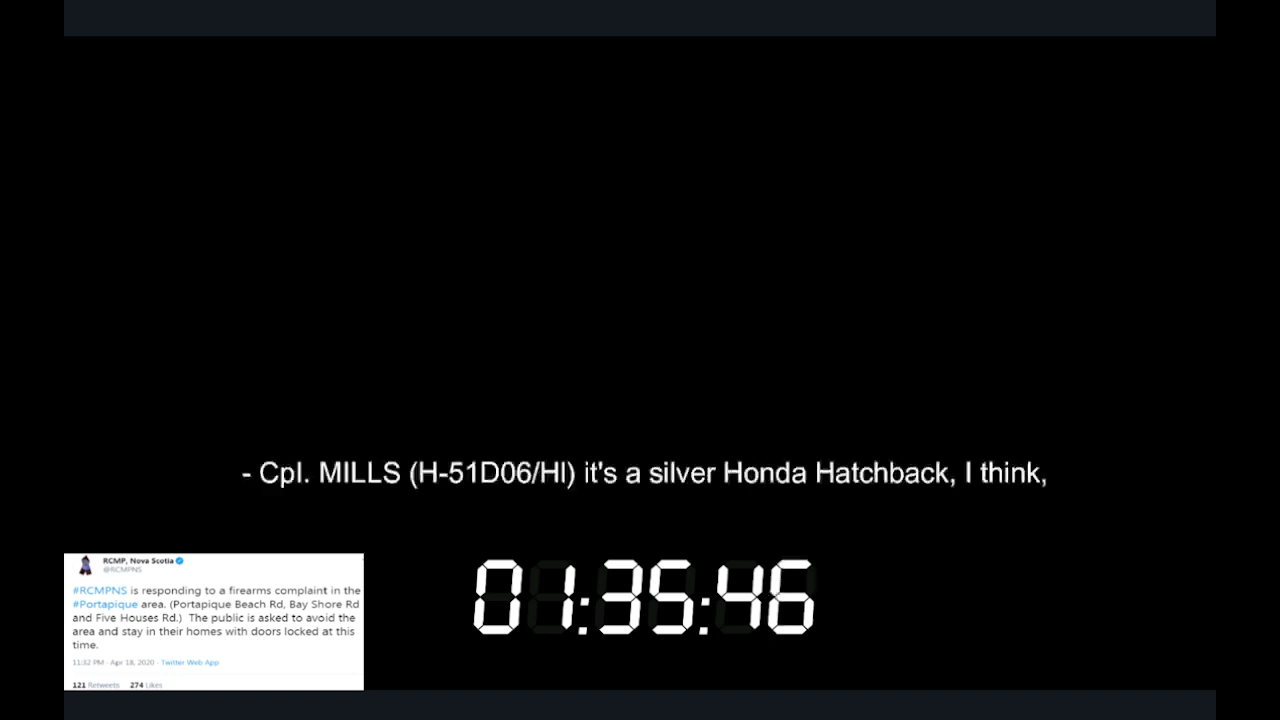 - Cpl. MILLS (H-51D06/HI) it's a silver Honda Hatchback, I think,
RCMP, Nova Scotia
@RCMPNS
#RCMPNS is responding to a firearms complaint in the
#Portapique area. (Portapique Beach Rd, Bay Shore Rd
and Five Houses Rd.) The public is asked to avoid the
area and stay in their homes with doors locked at this
time.
11:32 PM · Apr 18, 2020 · Twitter Web App
121 Retweets 274 Likes
01:35:46